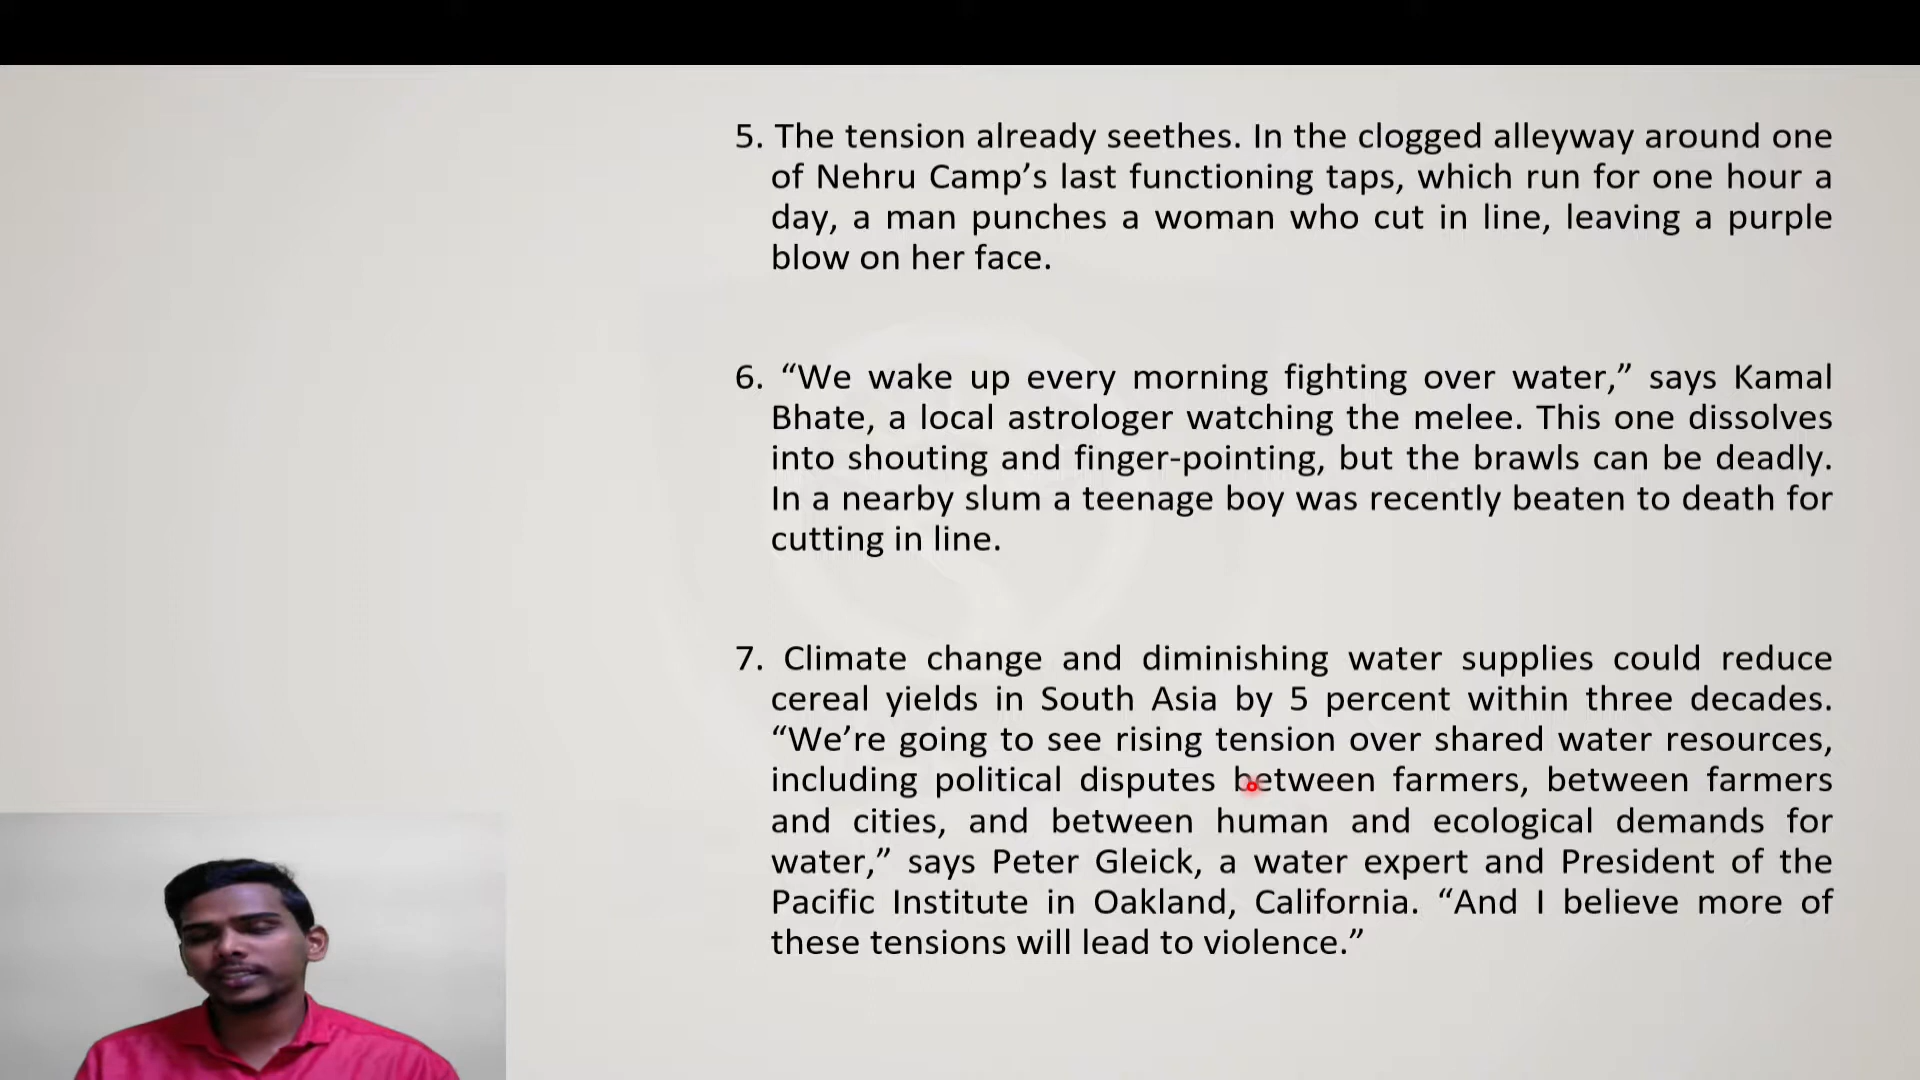 5. The tension already seethes. In the clogged alleyway around one
of Nehru Camp’s last functioning taps, which run for one hour a
day, a man punches a woman who cut in line, leaving a purple
blow on her face.
6. “We wake up every morning fighting over water,” says Kamal
Bhate, a local astrologer watching the melee. This one dissolves
into shouting and finger-pointing, but the brawls can be deadly.
In a nearby slum a teenage boy was recently beaten to death for
cutting in line.
7. Climate change and diminishing water supplies could reduce
cereal yields in South Asia by 5 percent within three decades.
“We’re going to see rising tension over shared water resources,
including political disputes between farmers, between farmers
and cities, and between human and ecological demands for
water,” says Peter Gleick, a water expert and President of the
Pacific Institute in Oakland, California. “And I believe more of
these tensions will lead to violence.”